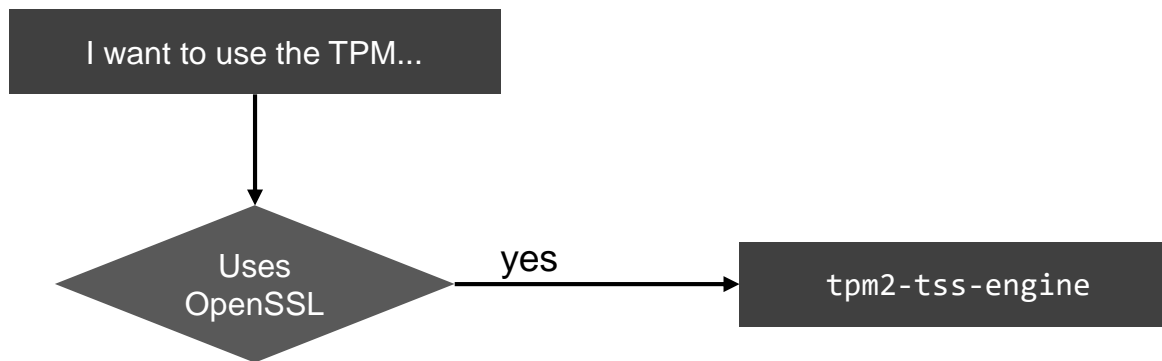 I want to use the TPM...
Uses
OpenSSL
yes
tpm2-tss-engine